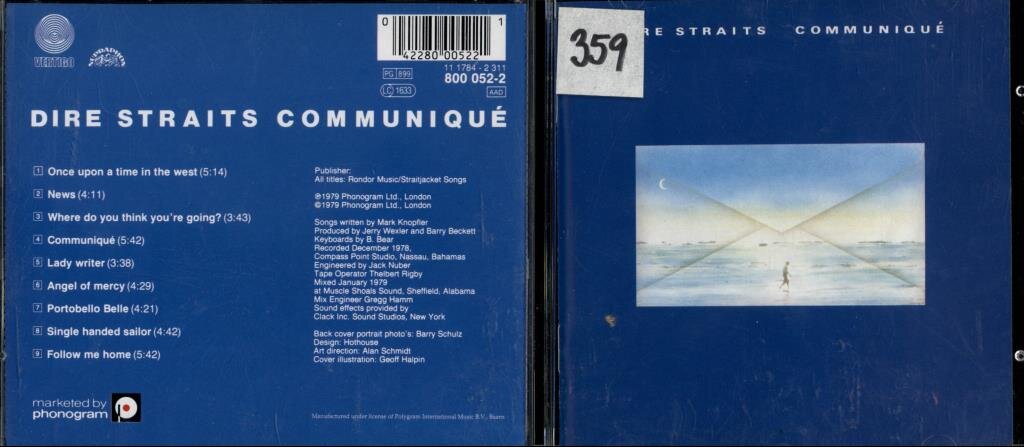 VERTIGO
SUPRAPHON
0
1
42280 00522
11 1784 - 2 311
PG 899
800 052-2
LC 1633
AAD
DIRE STRAITS COMMUNIQUÉ
1 Once upon a time in the west (5:14)
2 News (4:11)
3 Where do you think you're going? (3:43)
4 Communiqué (5:42)
5 Lady writer (3:38)
6 Angel of mercy (4:29)
7 Portobello Belle (4:21)
8 Single handed sailor (4:42)
9 Follow me home (5:42)
Publisher:
All titles: Rondor Music/Straitjacket Songs
℗1979 Phonogram Ltd., London
©1979 Phonogram Ltd., London
Songs written by Mark Knopfler
Produced by Jerry Wexler and Barry Beckett
Keyboards by B. Bear
Recorded December 1978,
Compass Point Studio, Nassau, Bahamas
Engineered by Jack Nuber
Tape Operator Thelbert Rigby
Mixed January 1979
at Muscle Shoals Sound, Sheffield, Alabama
Mix Engineer Gregg Hamm
Sound effects provided by
Clack Inc. Sound Studios, New York
Back cover portrait photo's: Barry Schulz
Design: Hothouse
Art direction: Alan Schmidt
Cover illustration: Geoff Halpin
marketed by
phonogram
Manufactured under license of Polygram International Music B.V., Baarn
359
RE STRAITS COMMUNIQUÉ